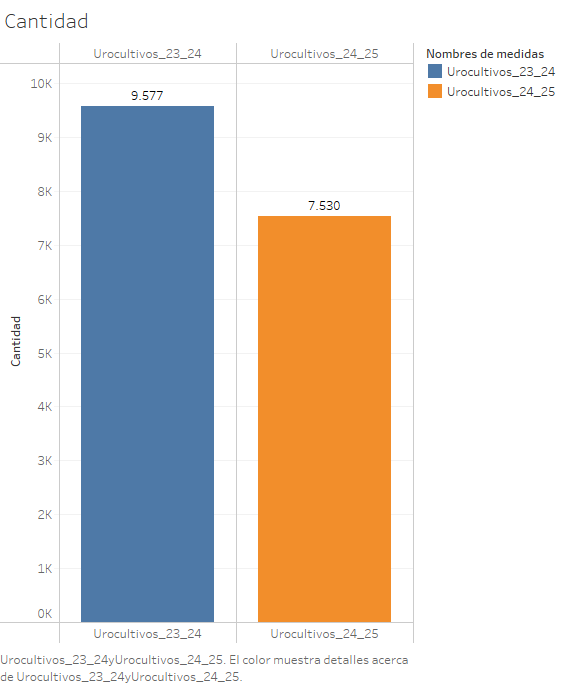 Cantidad
Urocultivos_23_24 Urocultivos_24_25
Nombres de medidas
Urocultivos_23_24
Urocultivos_24_25
10K
9.577
9K
8K
7.530
7K
6K
5K
Cantidad
4K
3K
2K
1K
0K
Urocultivos_23_24 Urocultivos_24_25
Urocultivos_23_24yUrocultivos_24_25. El color muestra detalles acerca
de Urocultivos_23_24yUrocultivos_24_25.